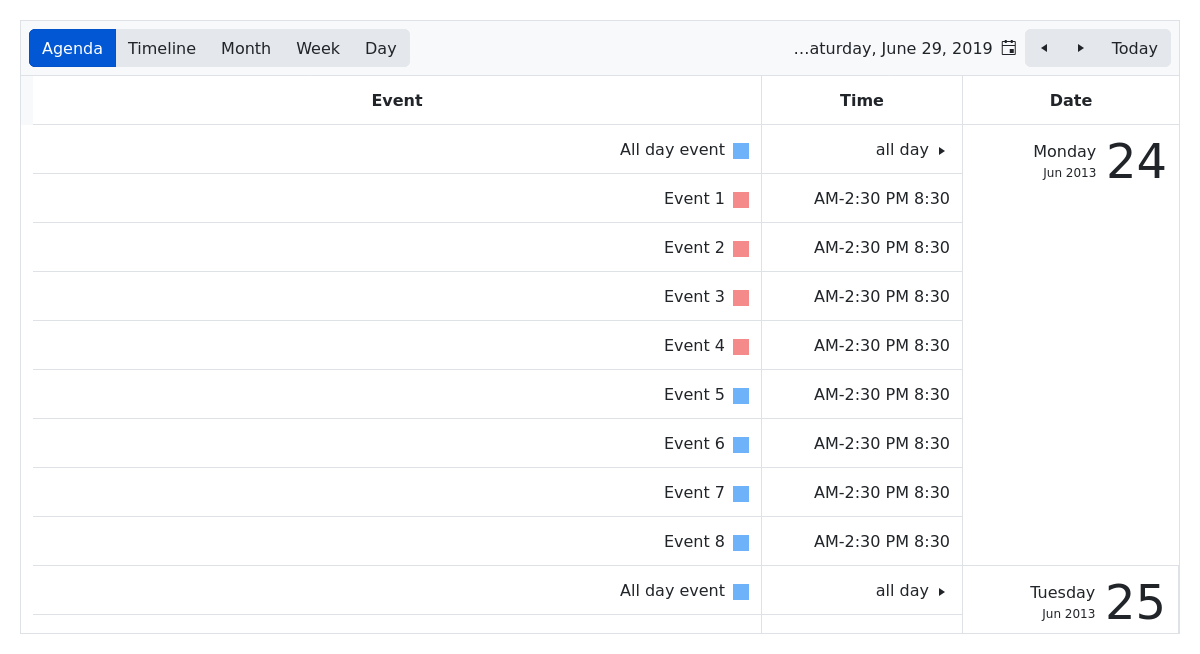 Agenda Timeline Month Week Day …aturday, June 29, 2019 Today
Event Time Date
All day event all day Monday 24
Jun 2013
Event 1 AM-2:30 PM 8:30
Event 2 AM-2:30 PM 8:30
Event 3 AM-2:30 PM 8:30
Event 4 AM-2:30 PM 8:30
Event 5 AM-2:30 PM 8:30
Event 6 AM-2:30 PM 8:30
Event 7 AM-2:30 PM 8:30
Event 8 AM-2:30 PM 8:30
All day event all day Tuesday 25
Jun 2013